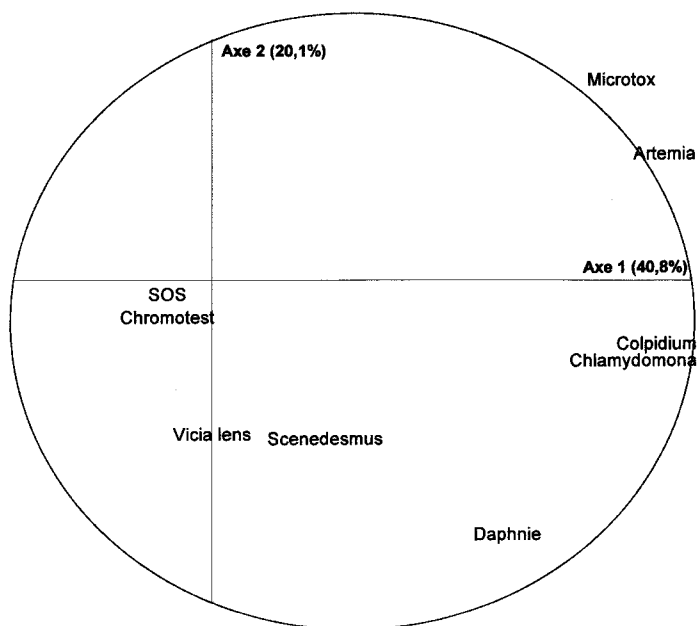 Axe 2 (20,1%)
Microtox
Artemia
Axe 1 (40,8%)
SOS
Chromotest
Colpidium
Chlamydomona
Vicia lens
Scenedesmus
Daphnie